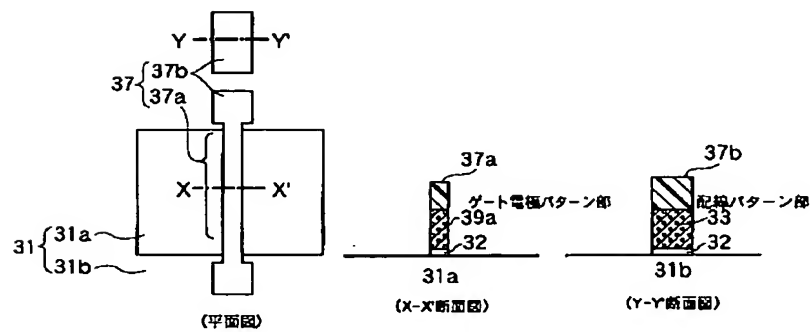 Y Y'
37 37b
37a
X X'
31 31a
31b
(平面図)
37a
ゲート電極パターン部
39a
32
31a
(X-X'断面図)
37b
配線パターン部
33
32
31b
(Y-Y'断面図)